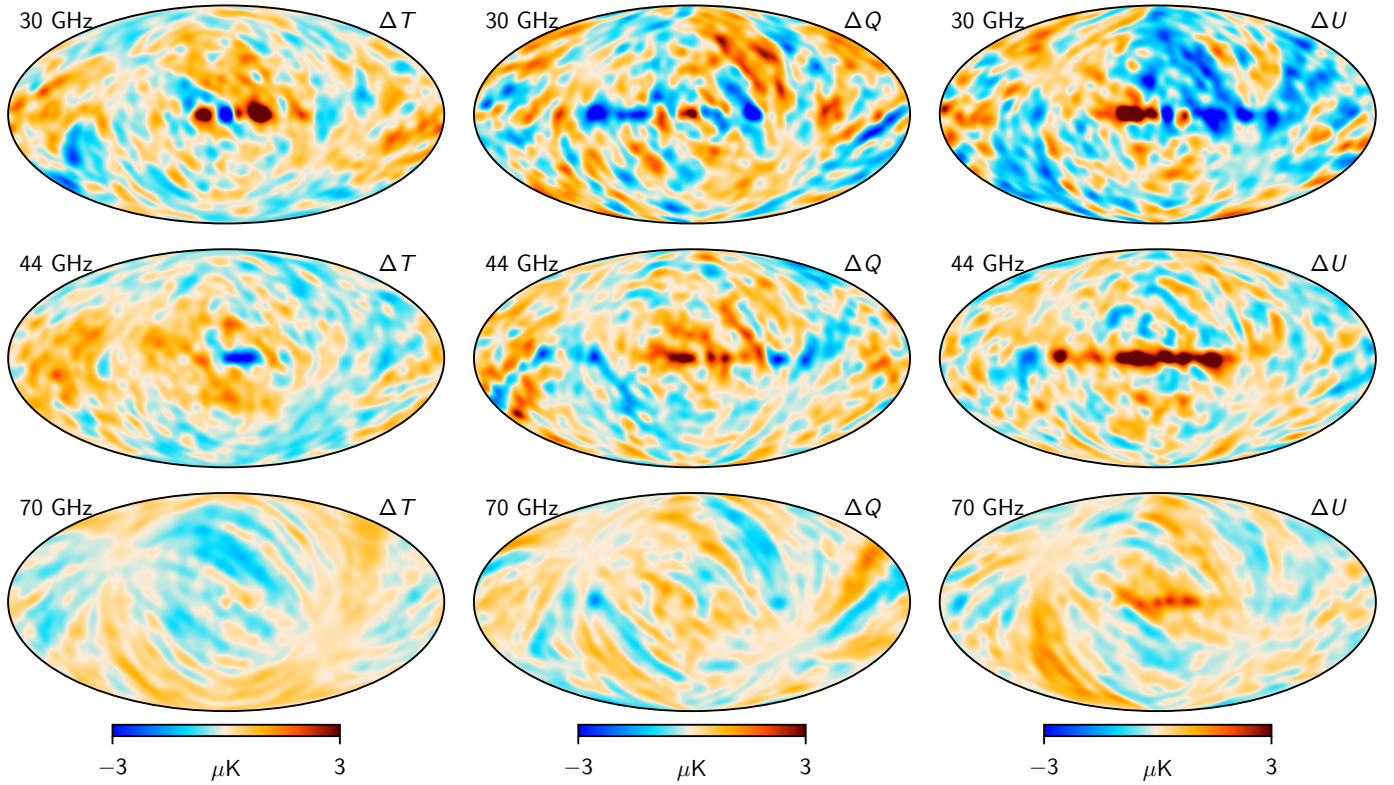 30 GHz ΔT 30 GHz ΔQ 30 GHz ΔU
44 GHz ΔT 44 GHz ΔQ 44 GHz ΔU
70 GHz ΔT 70 GHz ΔQ 70 GHz ΔU
−3 μK 3 −3 μK 3 −3 μK 3